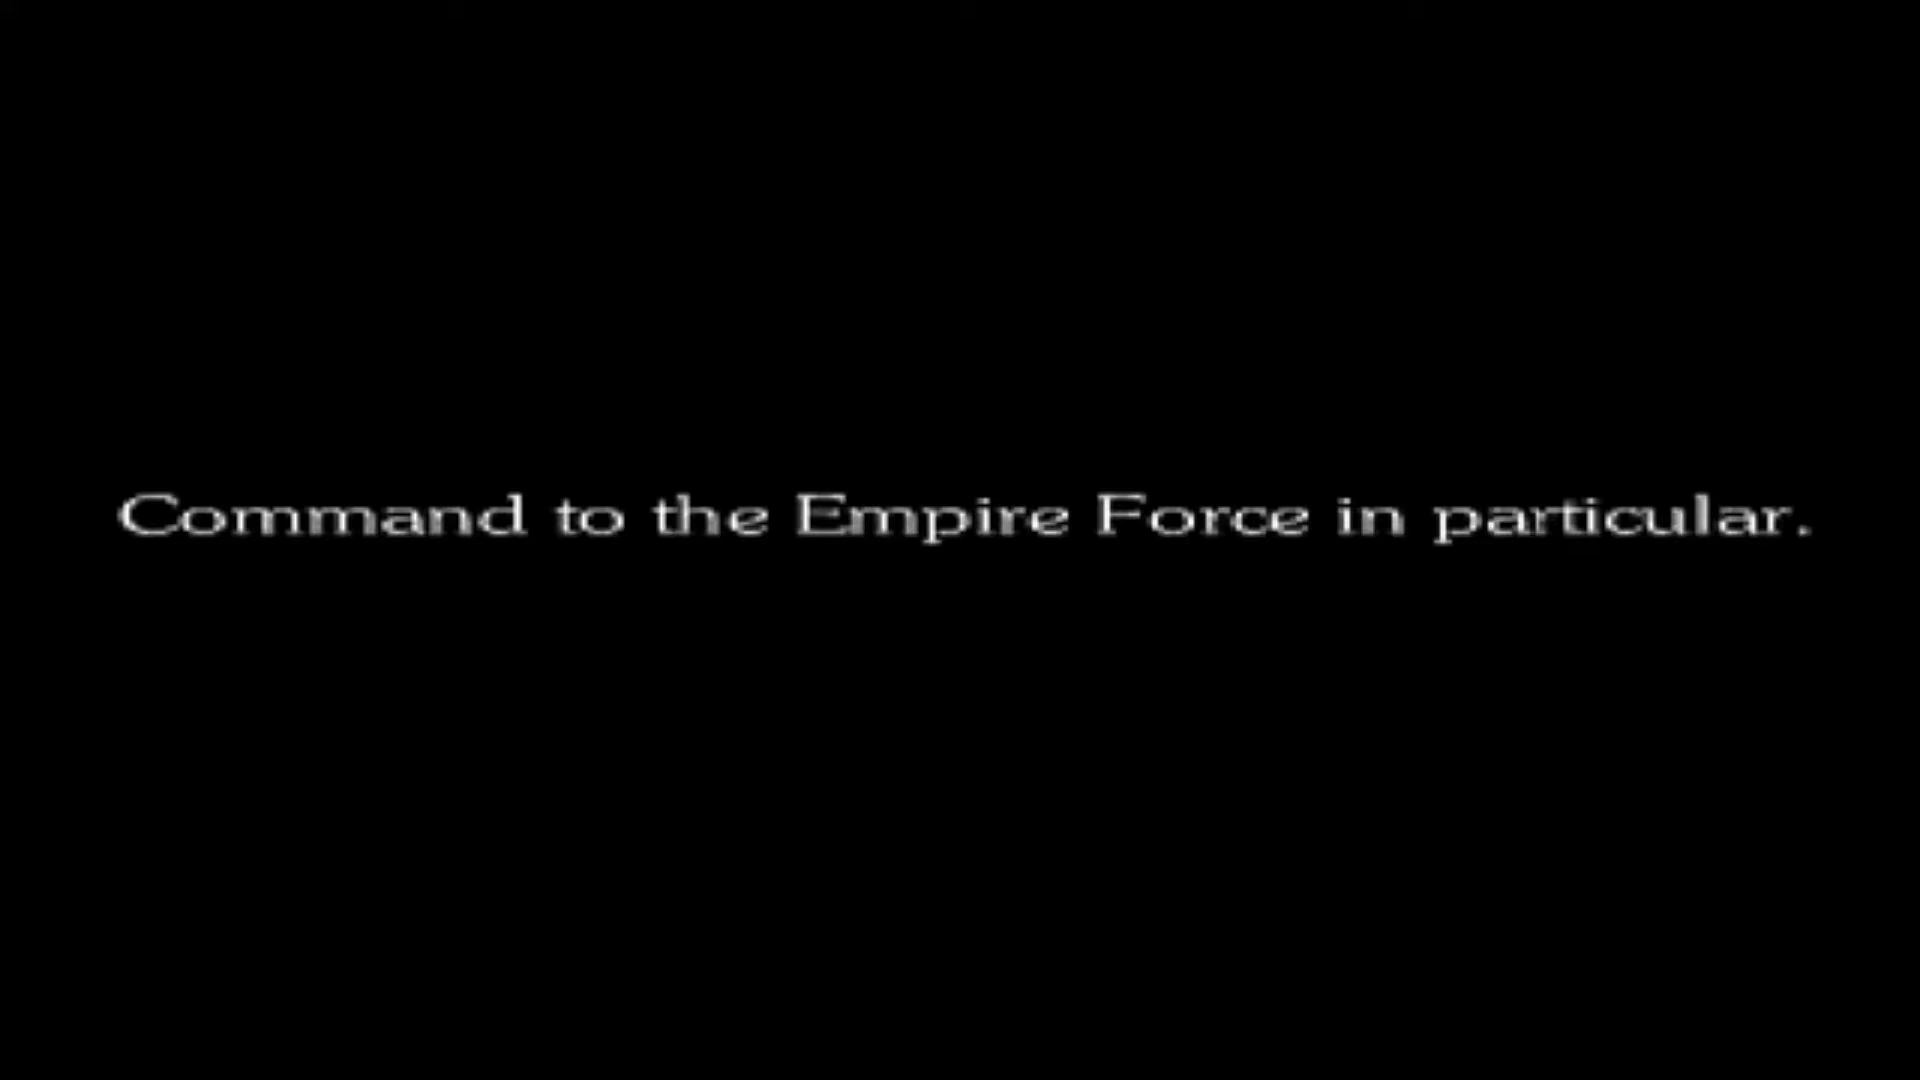 Command to the Empire Force in particular.